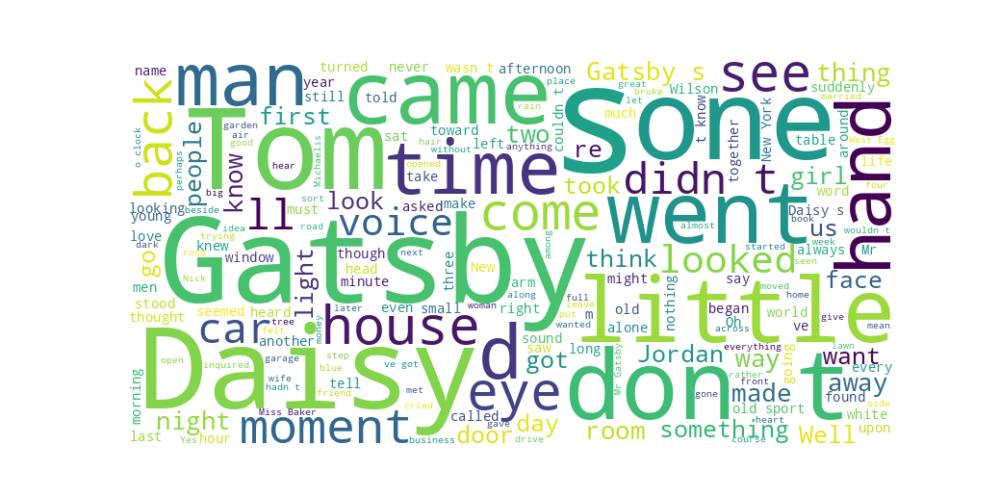 name
man
year
turned never
wasn t
afternoon
Gatsby s
see
thing
came
place
still
told
rain
great
broke
let
Wilson
suddenly
married
back
Tom
first
couldn t
sone
much
t know
New York
hand
o clock
perhaps
people
garden
air
good
sat
toward
left
two
anything
together
table
around
West Egg
know
hear
Michaelis
hair
without
opened
time
re
didn t
girl
life
big
take
took
word
four
looking
beside
young
ll
must
look
asked
make
come
went
Daisy s
book
us
wouldn t
idea
road
voice
almost
love
dark
trying
knew
window
Gatsby
though
next
among
think
looked
started
week
always
Mr
go
rose
Nick
light
head
minute
three
New
arm
might
say
moved
seen
face
men
woman
along
little
home
stood
seemed heard
later
even small
right
full
leave
put
m
old
nothing
began
world
give
thought
car
tree
felt
money
house
d
sound
wanted
alone
Oh
across
ve
mean
another
Daisy
saw
long
Jordan
everything
lawn
open
inquired
garage
step
blue
ve got
got
don t
way
going
want
every
morning
wife
hadn t
tell
friend
met
eye
Mr Gatsby
rather
front
made
away
night
Miss Baker
cried
called
gave
day
gone
old sport
heart
found
white
side
last
Yes
hour
moment
business
door
drive
room
something
course
Well
upon